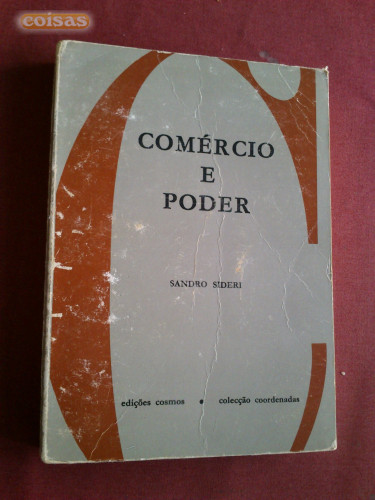 coisas
COMÉRCIO
E
PODER
SANDRO SIDERI
edições cosmos • colecção coordenadas